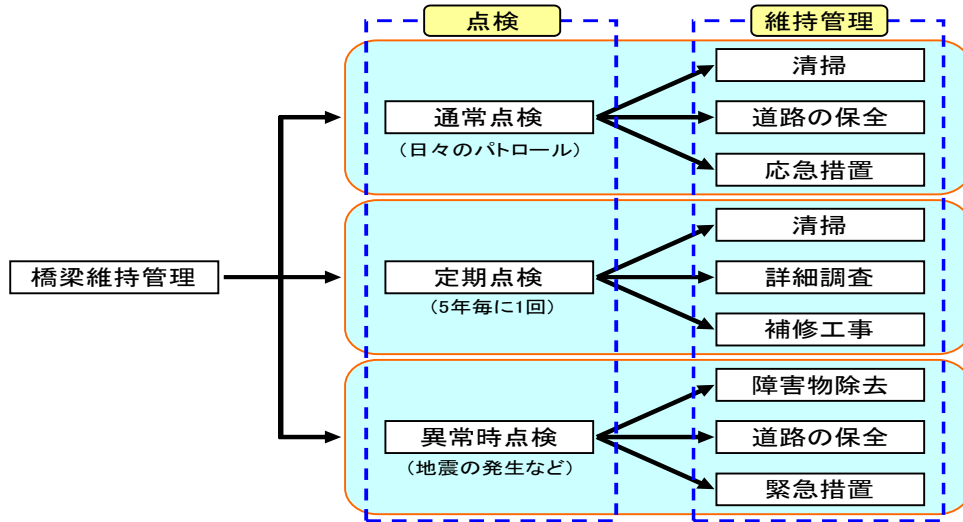 点検
維持管理
橋梁維持管理
通常点検
(日々のパトロール)
清掃
道路の保全
応急措置
定期点検
(5年毎に1回)
清掃
詳細調査
補修工事
異常時点検
(地震の発生など)
障害物除去
道路の保全
緊急措置